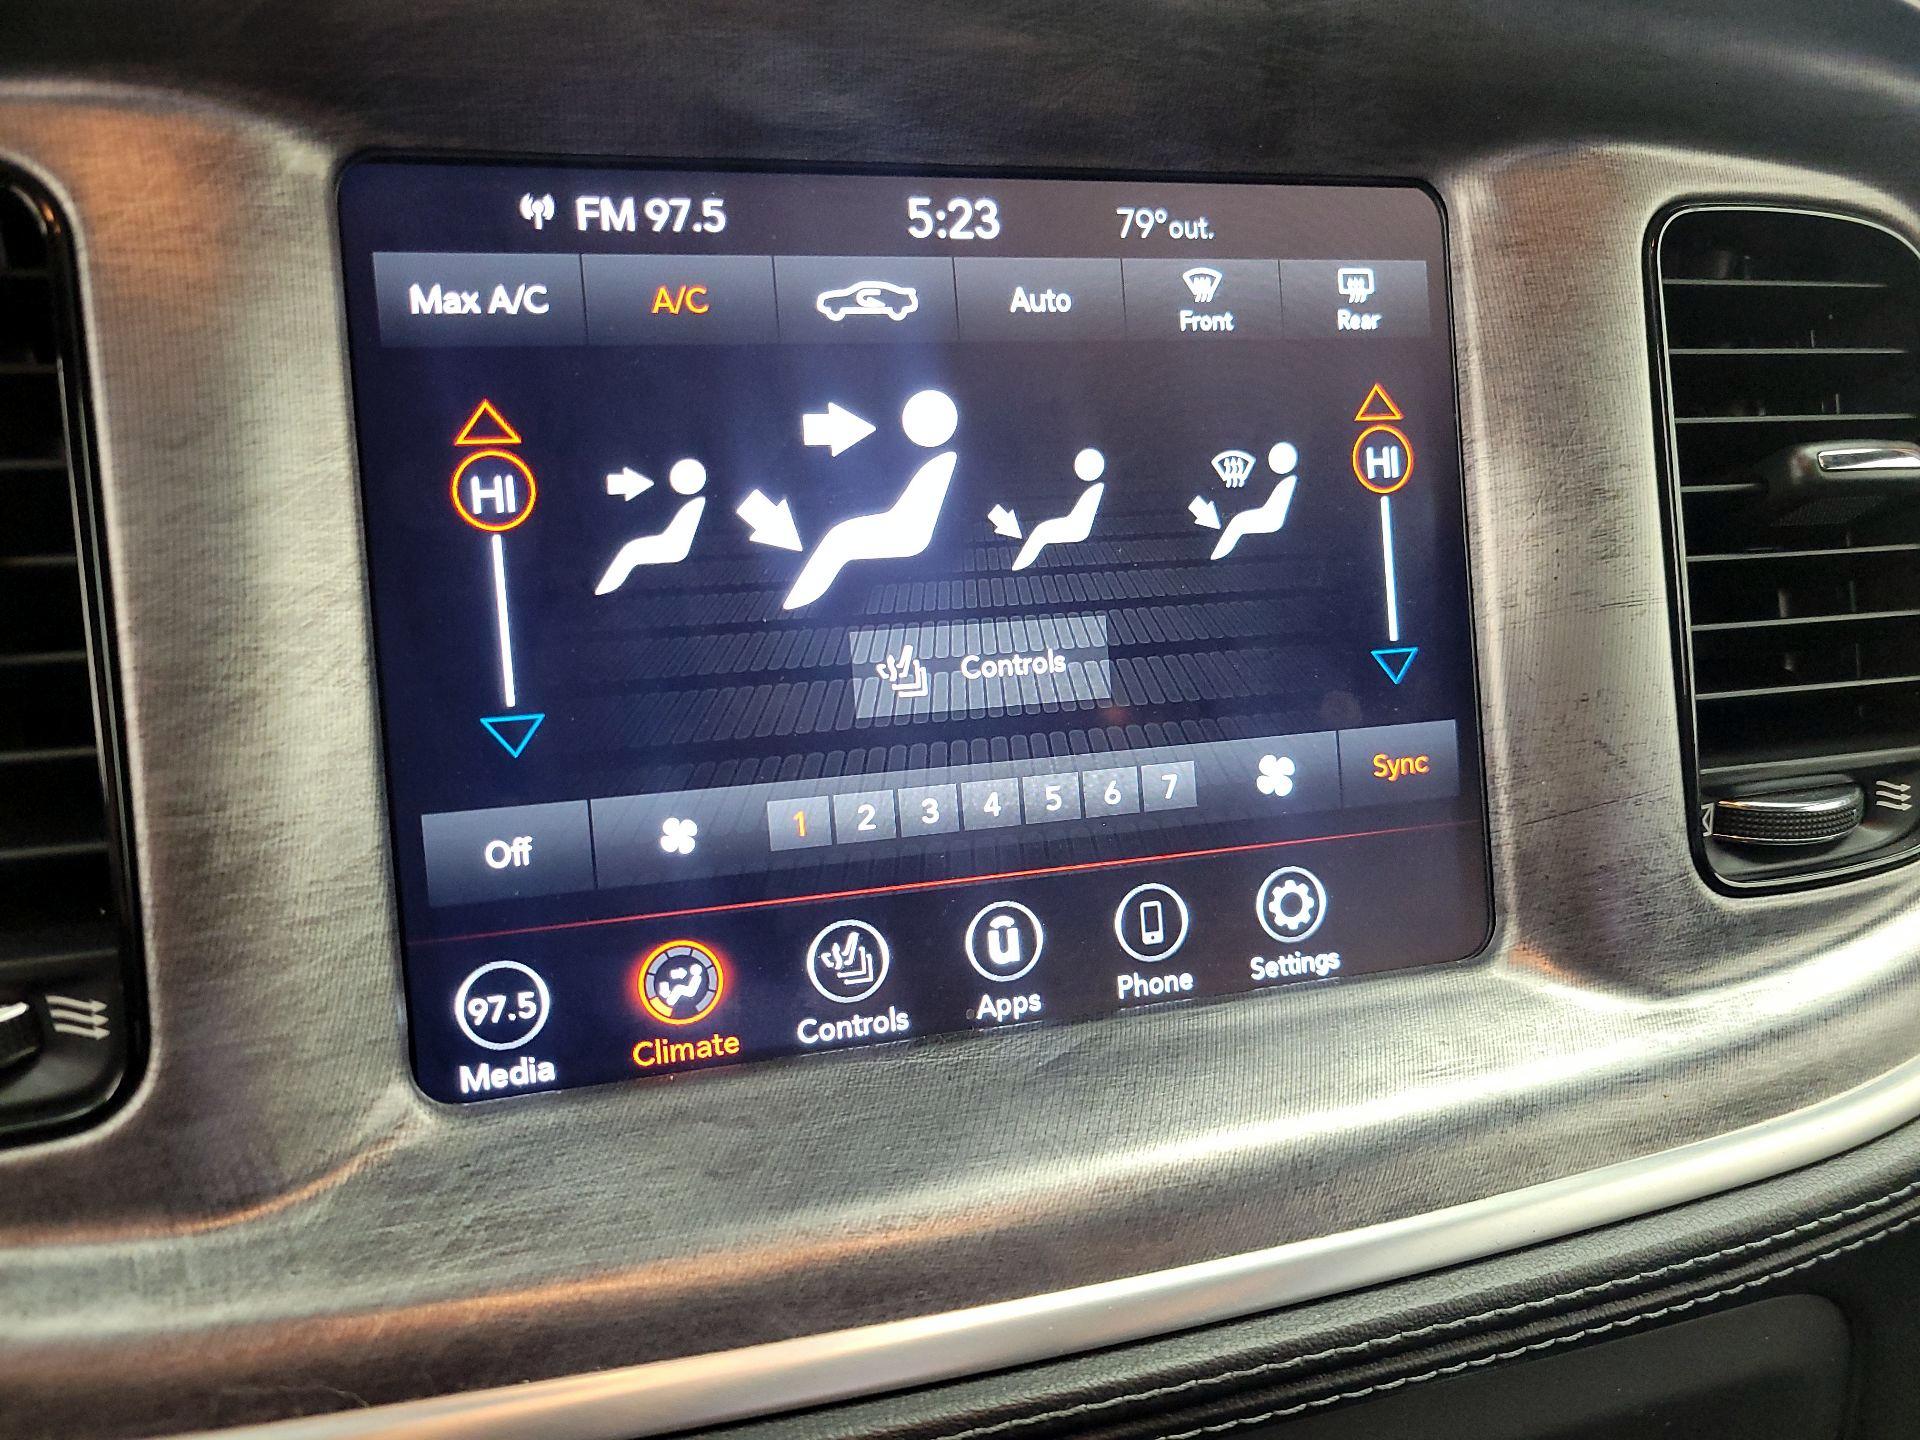 FM 97.5 5:23 79° out.
Max A/C A/C Auto Front Rear
HI HI
Controls
Off 1 2 3 4 5 6 7 Sync
97.5 u
Media Climate Controls Apps Phone Settings